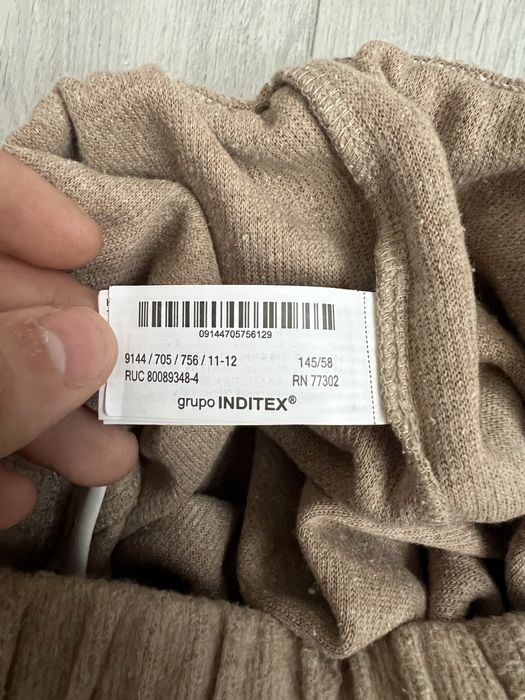 09144705756129
9144 / 705 / 756 / 11-12 145/58
RUC 80089348-4 RN 77302
grupo INDITEX®